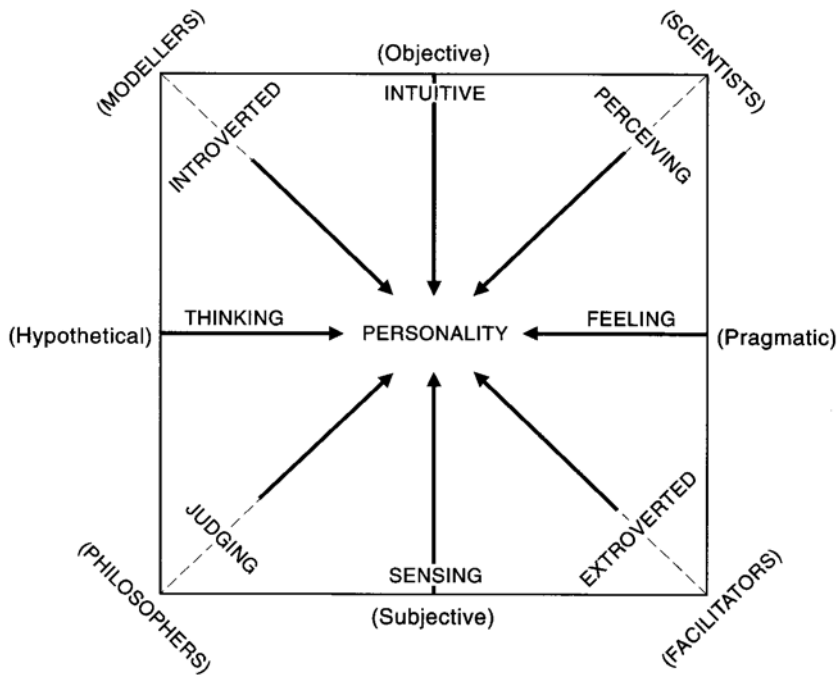 (Objective)
(MODELLERS)
(SCIENTISTS)
INTUITIVE
INTROVERTED
PERCEIVING
THINKING
FEELING
(Hypothetical)
PERSONALITY
(Pragmatic)
JUDGING
EXTROVERTED
SENSING
(PHILOSOPHERS)
(Subjective)
(FACILITATORS)